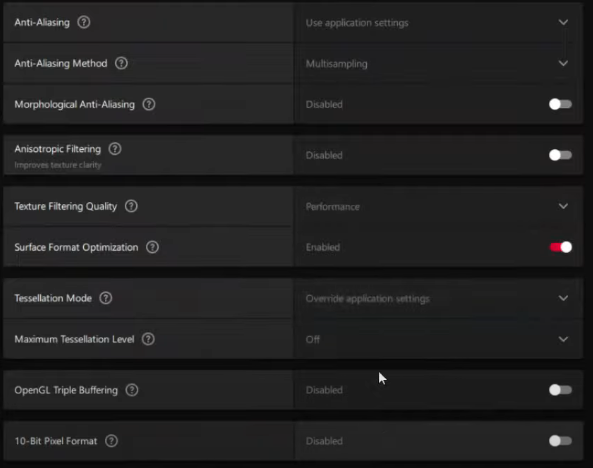 Anti-Aliasing ? Use application settings
Anti-Aliasing Method ? Multisampling
Morphological Anti-Aliasing ? Disabled
Anisotropic Filtering ? Disabled
Improves texture clarity
Texture Filtering Quality ? Performance
Surface Format Optimization ? Enabled
Tessellation Mode ? Override application settings
Maximum Tessellation Level ? Off
OpenGL Triple Buffering ? Disabled
10-Bit Pixel Format ? Disabled